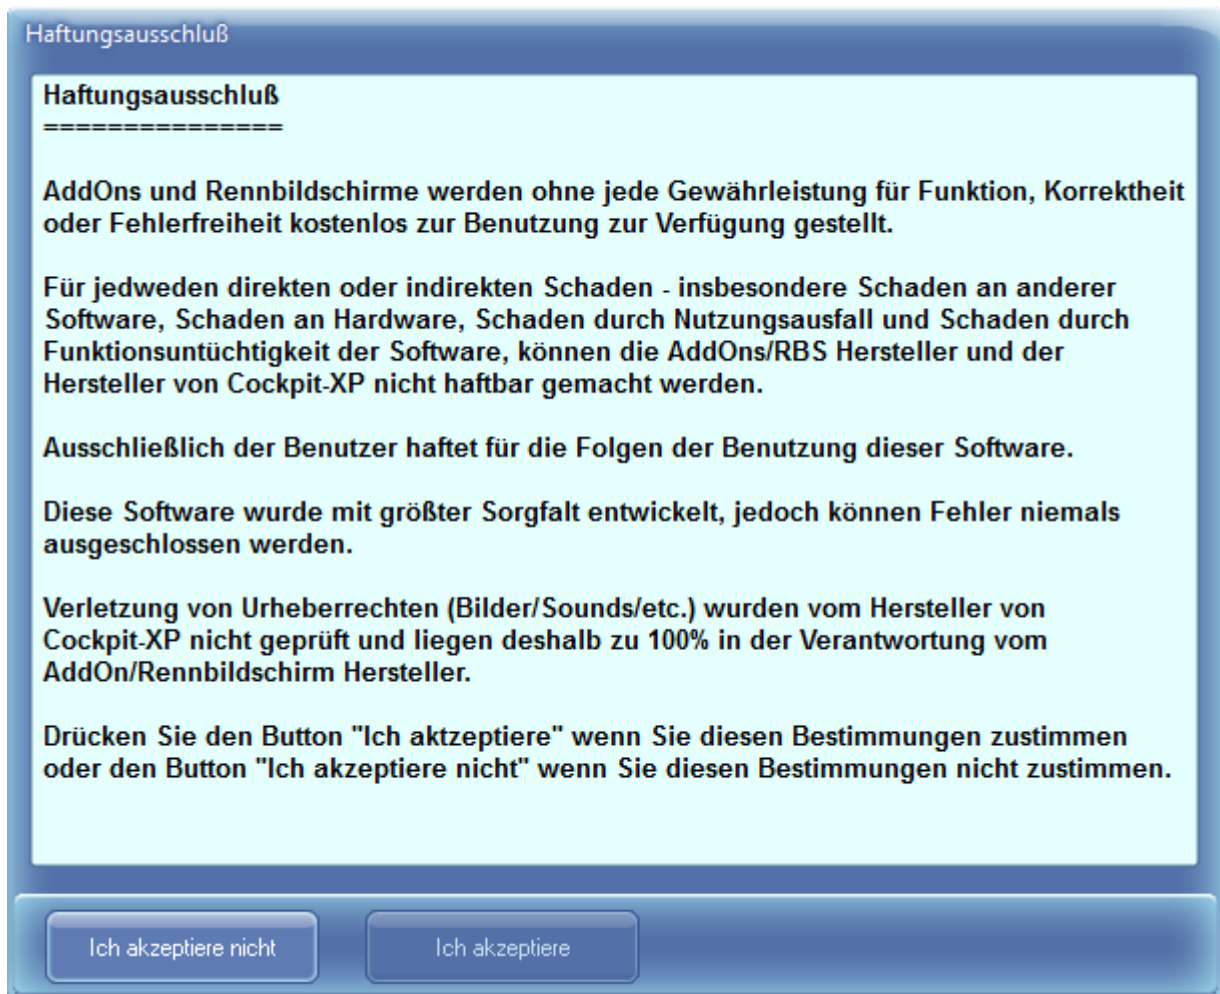 Haftungsausschluß
Haftungsausschluß
===============
AddOns und Rennbildschirme werden ohne jede Gewährleistung für Funktion, Korrektheit
oder Fehlerfreiheit kostenlos zur Benutzung zur Verfügung gestellt.
Für jedweden direkten oder indirekten Schaden - insbesondere Schaden an anderer
Software, Schaden an Hardware, Schaden durch Nutzungsausfall und Schaden durch
Funktionsuntüchtigkeit der Software, können die AddOns/RBS Hersteller und der
Hersteller von Cockpit-XP nicht haftbar gemacht werden.
Ausschließlich der Benutzer haftet für die Folgen der Benutzung dieser Software.
Diese Software wurde mit größter Sorgfalt entwickelt, jedoch können Fehler niemals
ausgeschlossen werden.
Verletzung von Urheberrechten (Bilder/Sounds/etc.) wurden vom Hersteller von
Cockpit-XP nicht geprüft und liegen deshalb zu 100% in der Verantwortung vom
AddOn/Rennbildschirm Hersteller.
Drücken Sie den Button "Ich aktzeptiere" wenn Sie diesen Bestimmungen zustimmen
oder den Button "Ich akzeptiere nicht" wenn Sie diesen Bestimmungen nicht zustimmen.
Ich akzeptiere nicht
Ich akzeptiere